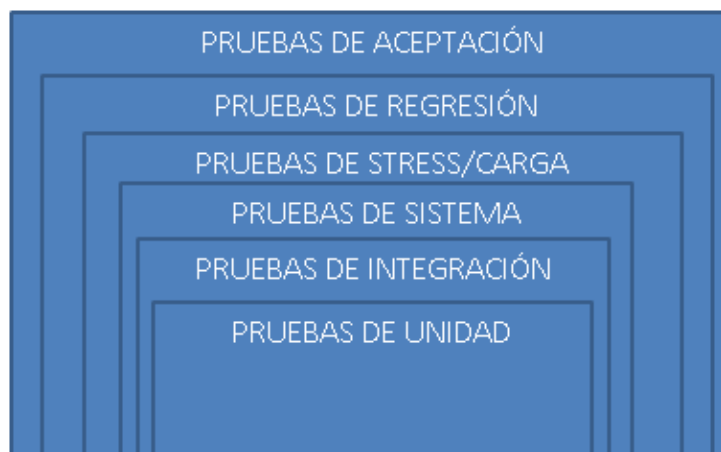 PRUEBAS DE ACEPTACIÓN
PRUEBAS DE REGRESIÓN
PRUEBAS DE STRESS/CARGA
PRUEBAS DE SISTEMA
PRUEBAS DE INTEGRACIÓN
PRUEBAS DE UNIDAD